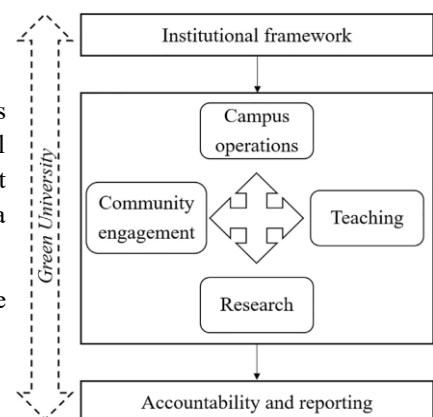 Institutional framework
s
l
t
a
e
Green University
Campus
operations
Community
engagement
Teaching
Research
Accountability and reporting